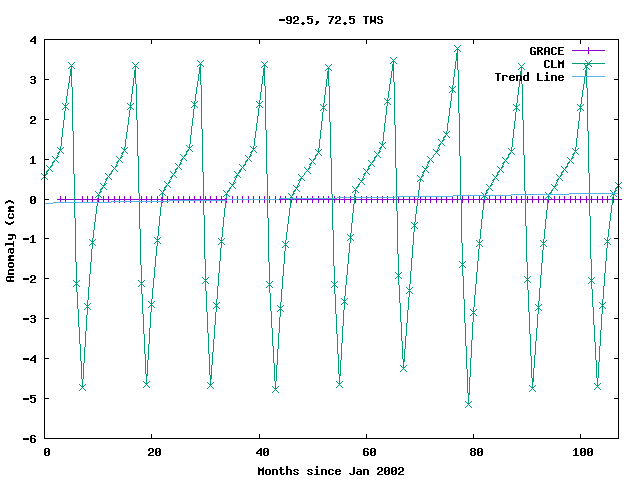 -92.5, 72.5 TWS
GRACE
CLM
Trend Line
4
3
2
1
0
-1
-2
-3
-4
-5
-6
Anomaly (cm)
0 20 40 60 80 100
Months since Jan 2002